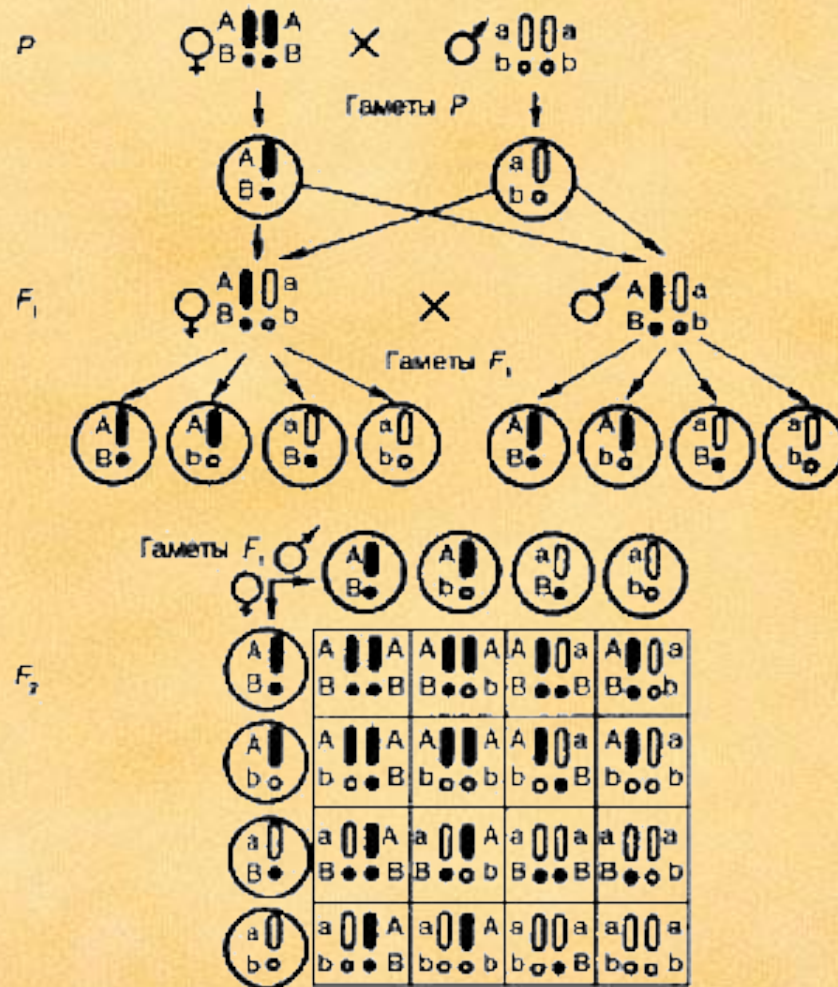 P ♀ A A × ♂ a a
B B b b
Гаметы P
A a
B b
F₁ ♀ A a × ♂ A a
B b B b
Гаметы F₁
A A a a A A a a
B b B b B b B b
Гаметы F₁ ♂ A A a a
♀ B b B b
F₂
A A A A A A a A a
B B B B b B B B b
A A A A A A a A a
b b B b b b B b b
a a A a A a a a a
B B B B b B B B b
a a A a A a a a a
b b B b b b B b b